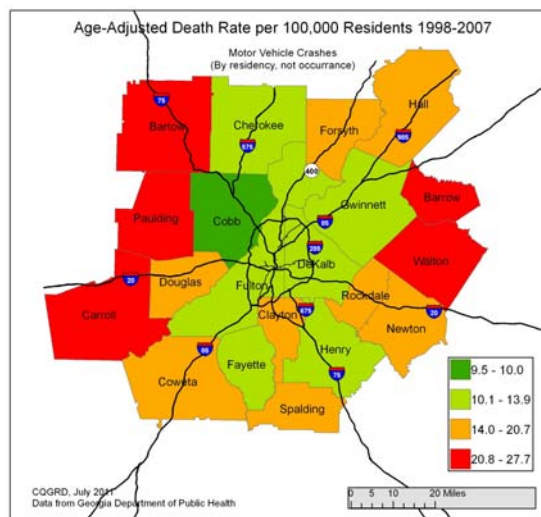 Age-Adjusted Death Rate per 100,000 Residents 1998-2007
Motor Vehicle Crashes
(By residency, not occurrance)
Hall
75
Bartow
Cherokee
Forsyth
575
985
400
Barrow
Paulding
Cobb
Gwinnett
85
285
DeKalb
Walton
20
Douglas
Fulton
Rockdale
Carroll
Clayton
675
20
Newton
85
Fayette
Henry
75
Coweta
Spalding
9.5 - 10.0
10.1 - 13.9
14.0 - 20.7
20.8 - 27.7
CQGRD, July 2011
Data from Georgia Department of Public Health
0 5 10 20 Miles